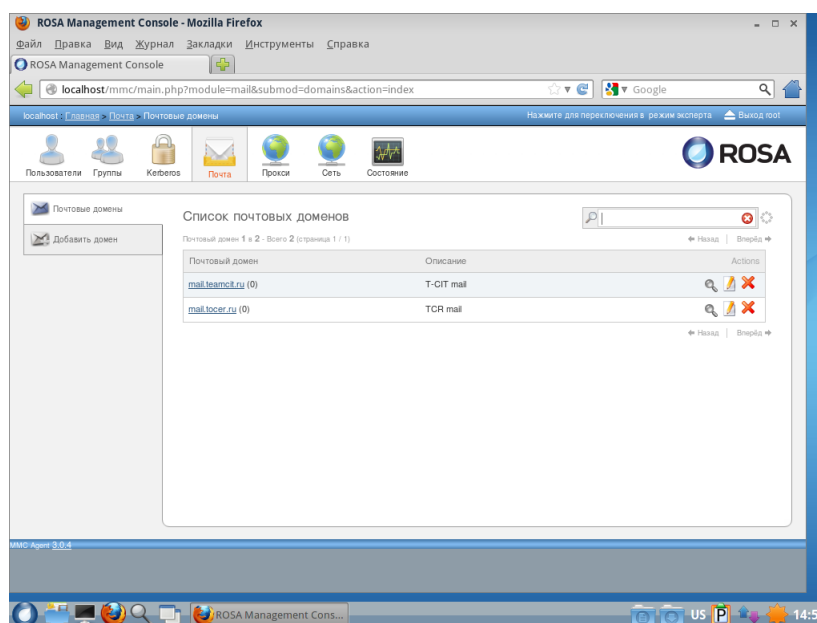 ROSA Management Console - Mozilla Firefox
Файл Правка Вид Журнал Закладки Инструменты Справка
ROSA Management Console
localhost/mmc/main.php?module=mail&submod=domains&action=index
Google
localhost : Главная > Почта > Почтовые домены
Нажмите для переключения в режим эксперта
Выход root
Пользователи Группы Kerberos Почта Прокси Сеть Состояние
ROSA
Почтовые домены
Добавить домен
Список почтовых доменов
Почтовый домен 1 к 2 - Всего 2 (страница 1 / 1)
Назад | Вперёд
Почтовый домен Описание Actions
mail.teamcit.ru (0) T-CIT mail
mail.tocer.ru (0) TCR mail
Назад | Вперёд
MMC Agent 3.0.4
ROSA Management Cons...
US P 14:5